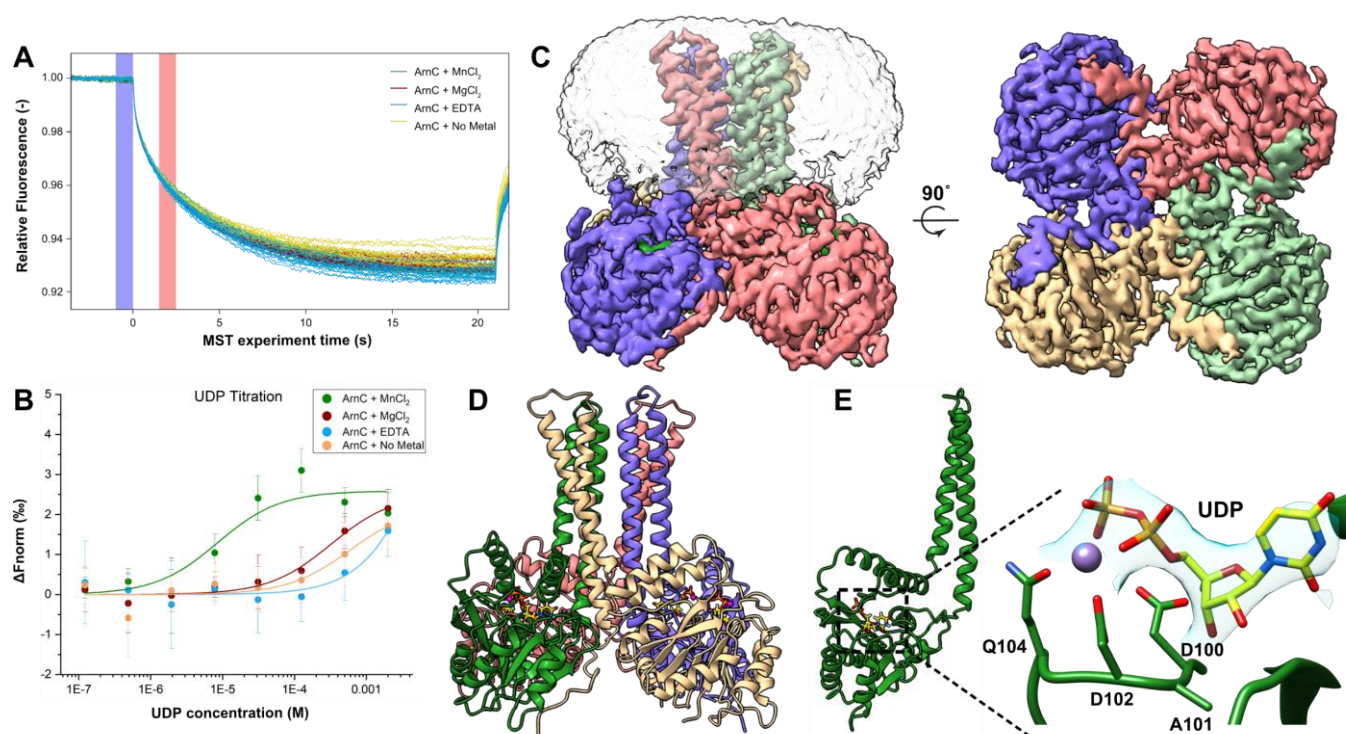 A
Relative Fluorescence (-)
1.00
0.98
0.96
0.94
0.92
0
5
10
15
20
MST experiment time (s)
ArnC + MnCl₂
ArnC + MgCl₂
ArnC + EDTA
ArnC + No Metal
C
90°
B
UDP Titration
ΔFnorm (‰)
5
4
3
2
1
0
-1
-2
1E-7
1E-6
1E-5
1E-4
0.001
UDP concentration (M)
ArnC + MnCl₂
ArnC + MgCl₂
ArnC + EDTA
ArnC + No Metal
D
E
UDP
Q104
D102
D100
A101